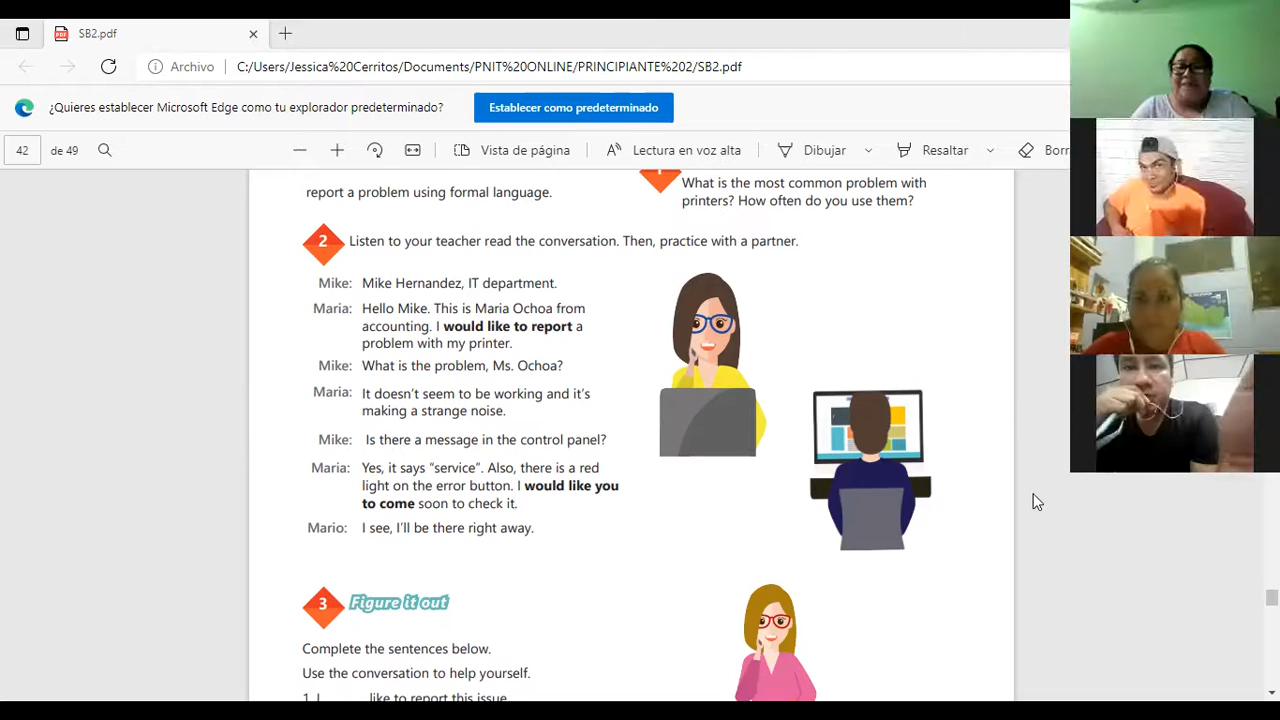 SB2.pdf
Archivo
C:/Users/Jessica%20Cerritos/Documents/PNIT%20ONLINE/PRINCIPIANTE%202/SB2.pdf
¿Quieres establecer Microsoft Edge como tu explorador predeterminado?
Establecer como predeterminado
42
de 49
Vista de página
Lectura en voz alta
Dibujar
Resaltar
Bor
report a problem using formal language.
What is the most common problem with
printers? How often do you use them?
2
Listen to your teacher read the conversation. Then, practice with a partner.
Mike: Mike Hernandez, IT department.
Maria: Hello Mike. This is Maria Ochoa from
accounting. I would like to report a
problem with my printer.
Mike: What is the problem, Ms. Ochoa?
Maria: It doesn't seem to be working and it's
making a strange noise.
Mike: Is there a message in the control panel?
Maria: Yes, it says "service". Also, there is a red
light on the error button. I would like you
to come soon to check it.
Mario: I see, I'll be there right away.
3
Figure it out
Complete the sentences below.
Use the conversation to help yourself.
1. I ____ like to report this issue